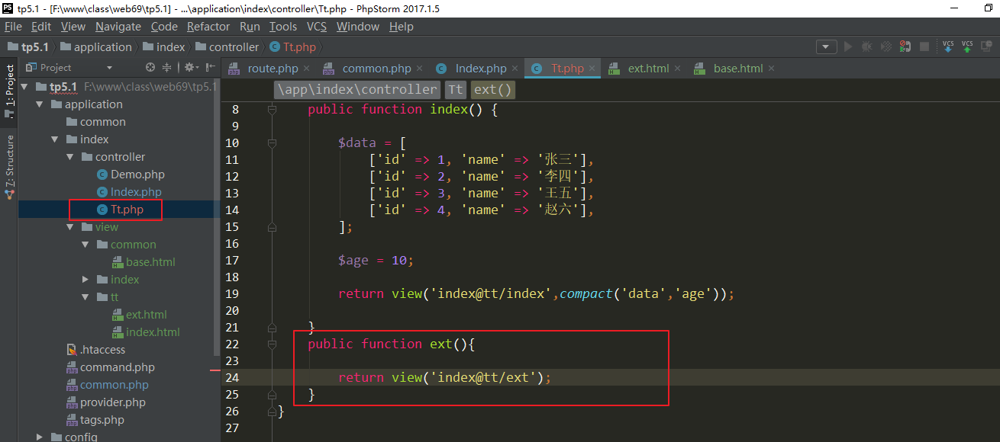 tp5.1 - [F:\www\class\web69\tp5.1] - ...\application\index\controller\Tt.php - PhpStorm 2017.1.5
File Edit View Navigate Code Refactor Run Tools VCS Window Help
tp5.1 application index controller Tt.php
VCS VCS
1: Project
7: Structure
Project
tp5.1 F:\www\class\web69\tp5.1
application
common
index
controller
Demo.php
Index.php
Tt.php
view
common
base.html
index
tt
ext.html
index.html
.htaccess
command.php
common.php
provider.php
tags.php
config
route.php common.php Index.php Tt.php ext.html base.html
\app\index\controller Tt ext()
8 public function index() {
9
10 $data = [
11 ['id' => 1, 'name' => '张三'],
12 ['id' => 2, 'name' => '李四'],
13 ['id' => 3, 'name' => '王五'],
14 ['id' => 4, 'name' => '赵六'],
15 ];
16
17 $age = 10;
18
19 return view('index@tt/index',compact('data','age'));
20
21 }
22 public function ext(){
23
24 return view('index@tt/ext');
25 }
26 }
27